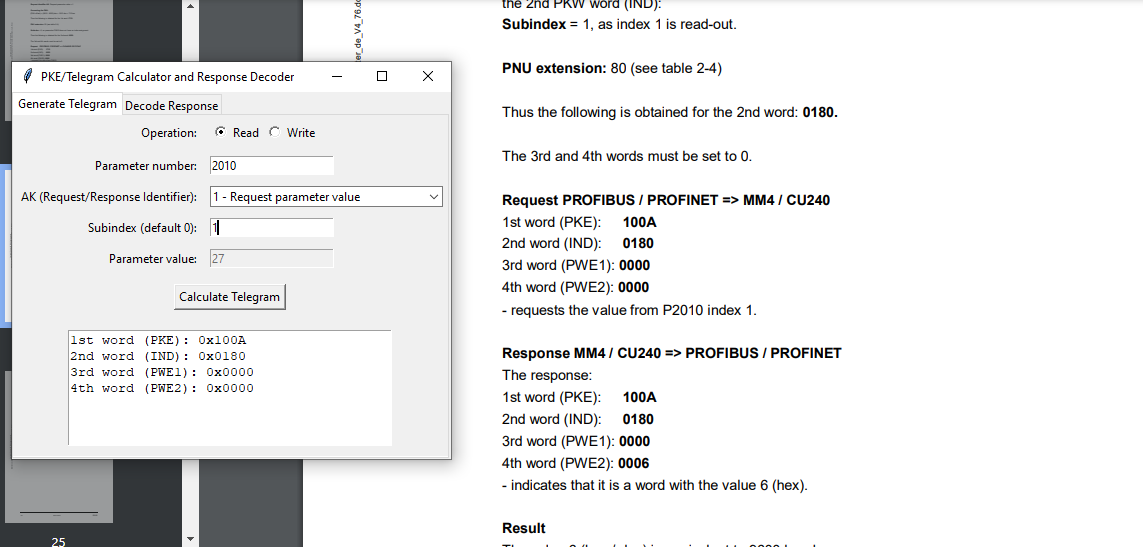 er_de_V4_76.do
PKE/Telegram Calculator and Response Decoder
Generate Telegram
Decode Response
Operation:
Read
Write
Parameter number:
2010
AK (Request/Response Identifier):
1 - Request parameter value
Subindex (default 0):
1
Parameter value:
27
Calculate Telegram
1st word (PKE): 0x100A
2nd word (IND): 0x0180
3rd word (PWE1): 0x0000
4th word (PWE2): 0x0000
25
the 2nd PKW word (IND):
Subindex = 1, as index 1 is read-out.
PNU extension: 80 (see table 2-4)
Thus the following is obtained for the 2nd word: 0180.
The 3rd and 4th words must be set to 0.
Request PROFIBUS / PROFINET => MM4 / CU240
1st word (PKE): 100A
2nd word (IND): 0180
3rd word (PWE1): 0000
4th word (PWE2): 0000
- requests the value from P2010 index 1.
Response MM4 / CU240 => PROFIBUS / PROFINET
The response:
1st word (PKE): 100A
2nd word (IND): 0180
3rd word (PWE1): 0000
4th word (PWE2): 0006
- indicates that it is a word with the value 6 (hex).
Result